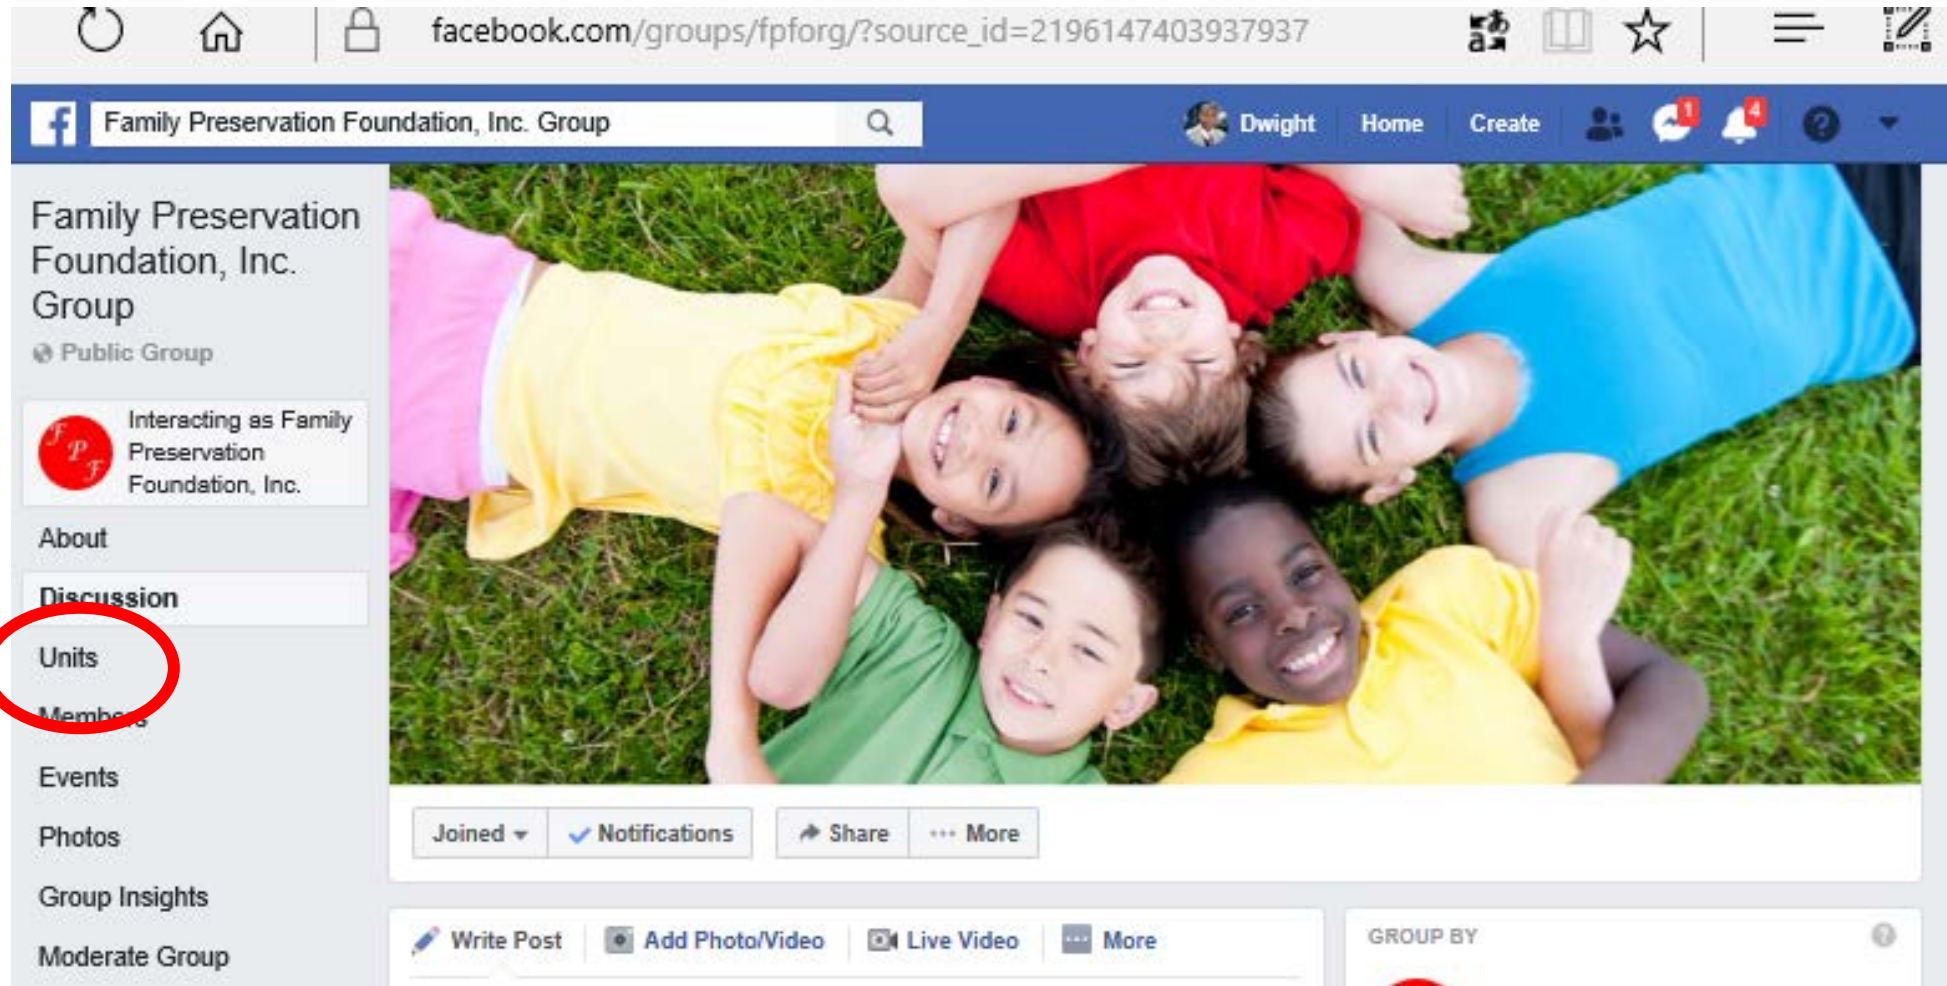 facebook.com/groups/fpforg/?source_id=2196147403937937
Family Preservation Foundation, Inc. Group
Dwight
Home
Create
1
4
Family Preservation
Foundation, Inc.
Group
Public Group
F P F
Interacting as Family
Preservation
Foundation, Inc.
About
Discussion
Units
Members
Events
Photos
Group Insights
Moderate Group
Joined
Notifications
Share
More
Write Post
Add Photo/Video
Live Video
More
GROUP BY